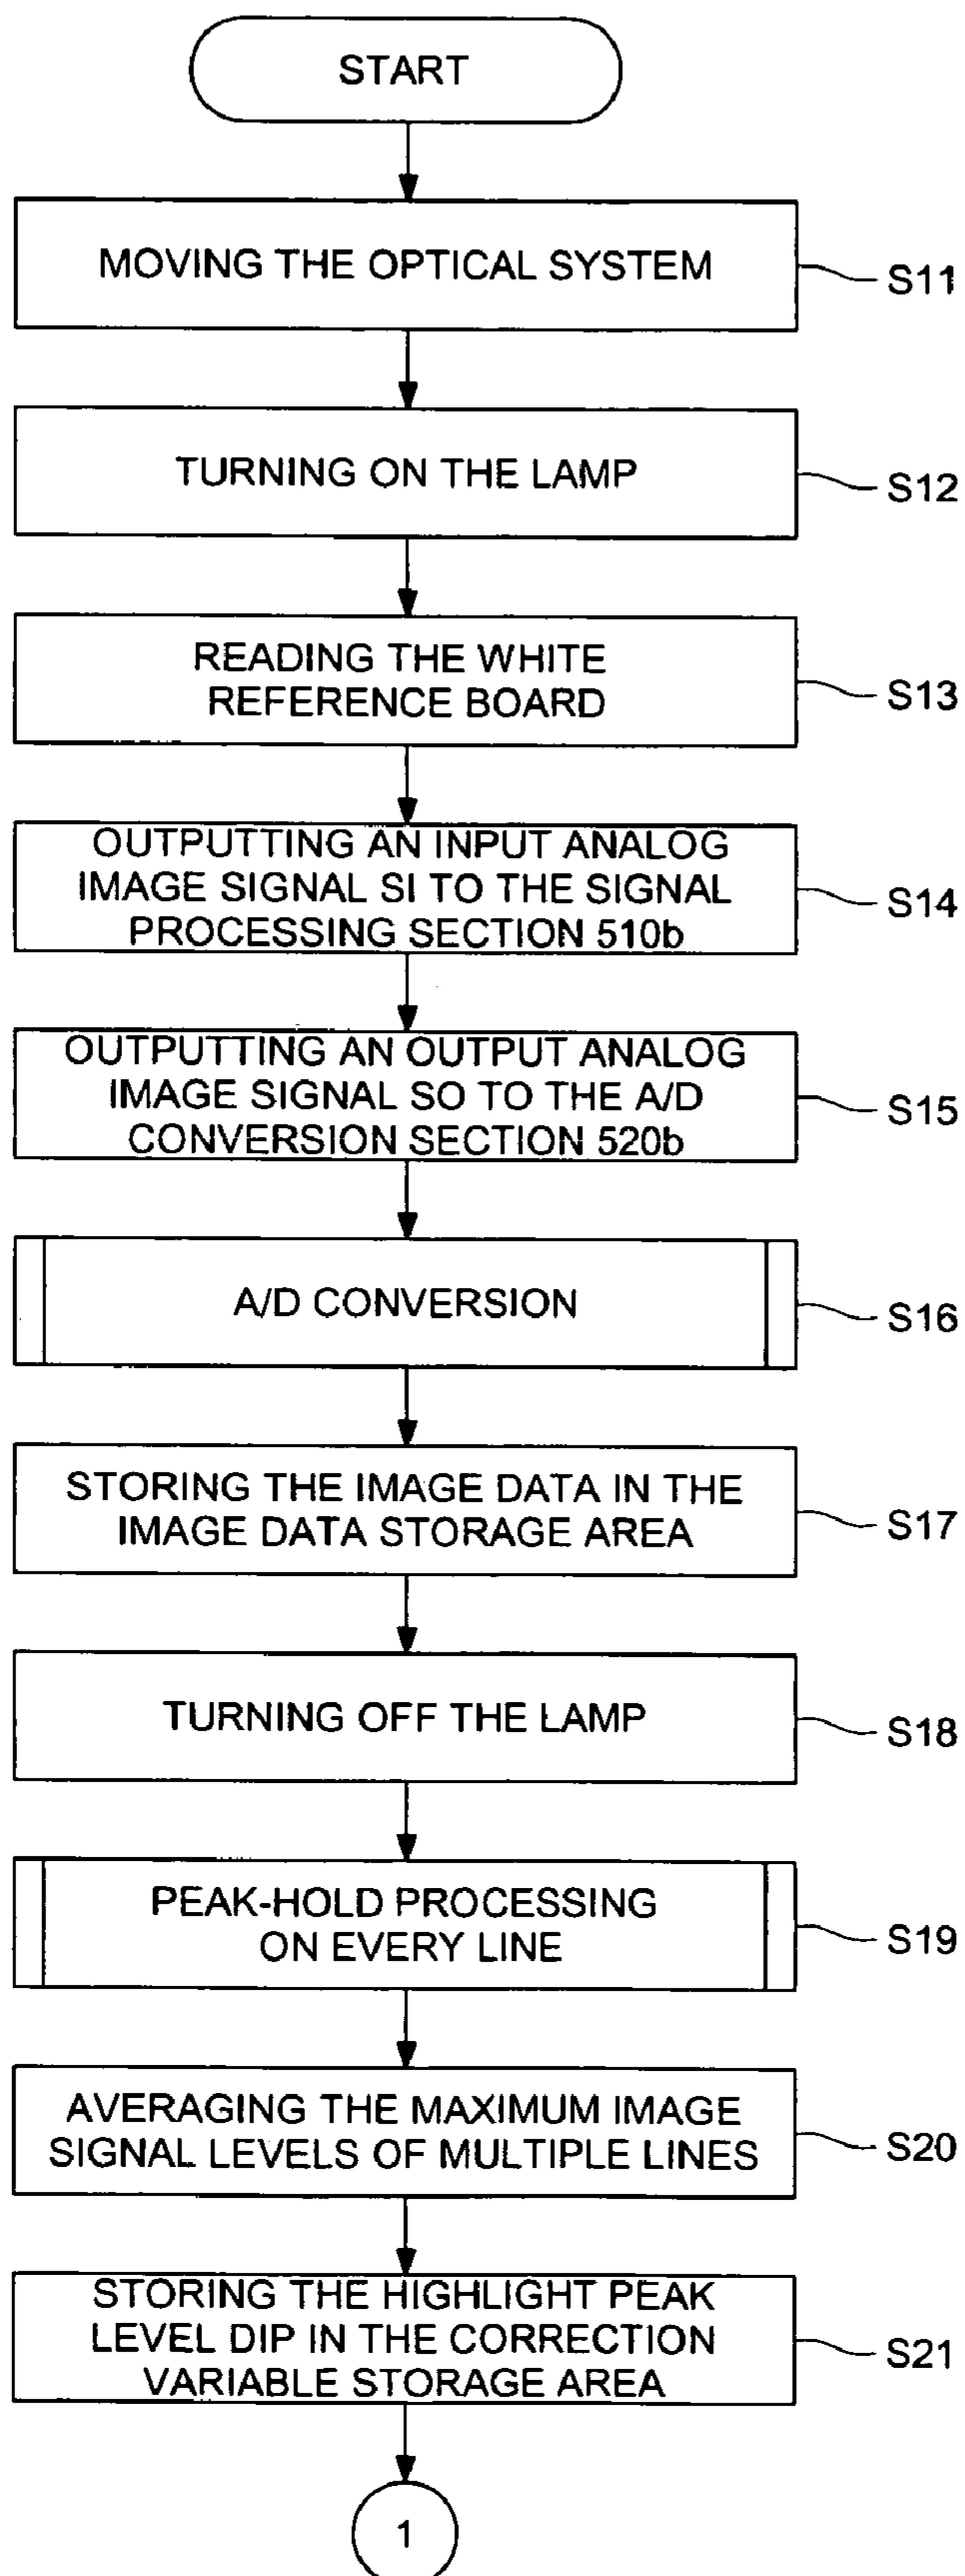 START
MOVING THE OPTICAL SYSTEM
S11
TURNING ON THE LAMP
S12
READING THE WHITE
REFERENCE BOARD
S13
OUTPUTTING AN INPUT ANALOG
IMAGE SIGNAL SI TO THE SIGNAL
PROCESSING SECTION 510b
S14
OUTPUTTING AN OUTPUT ANALOG
IMAGE SIGNAL SO TO THE A/D
CONVERSION SECTION 520b
S15
A/D CONVERSION
S16
STORING THE IMAGE DATA IN THE
IMAGE DATA STORAGE AREA
S17
TURNING OFF THE LAMP
S18
PEAK-HOLD PROCESSING
ON EVERY LINE
S19
AVERAGING THE MAXIMUM IMAGE
SIGNAL LEVELS OF MULTIPLE LINES
S20
STORING THE HIGHLIGHT PEAK
LEVEL DIP IN THE CORRECTION
VARIABLE STORAGE AREA
S21
1